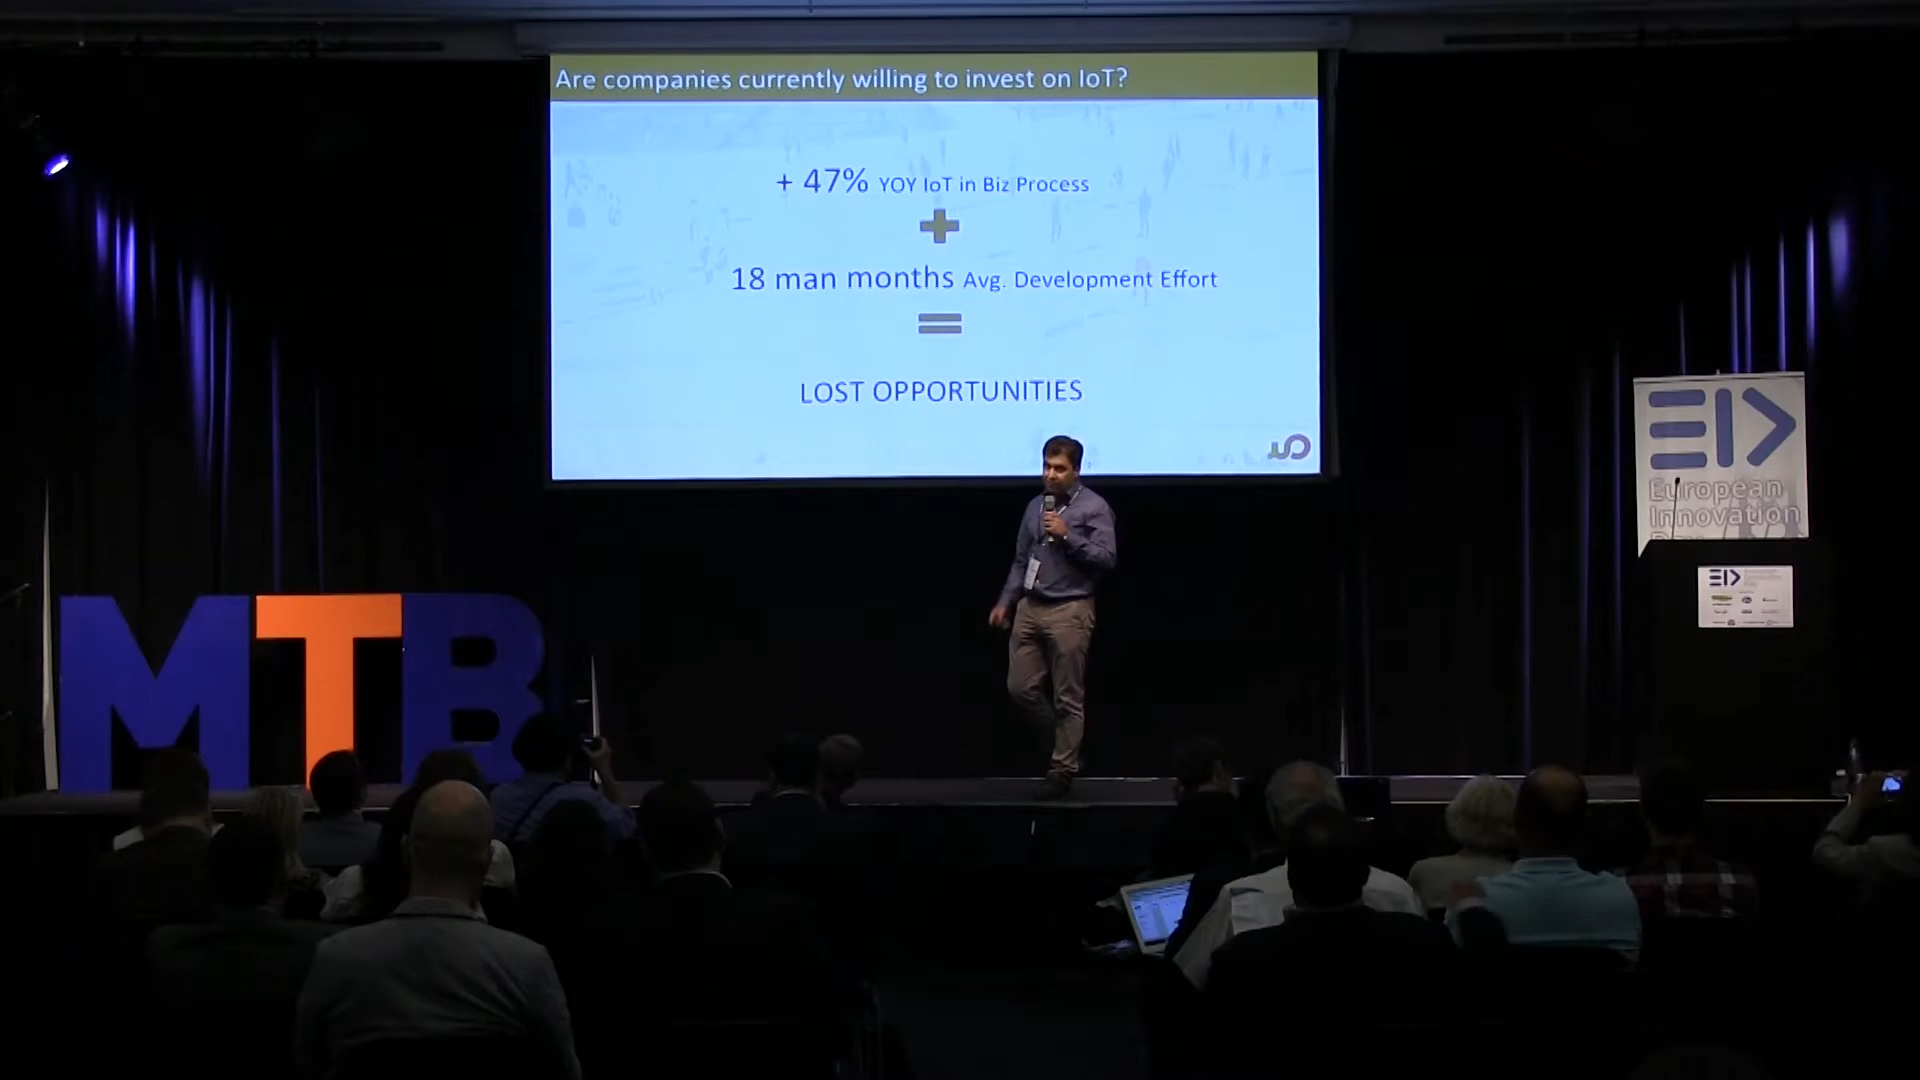 Are companies currently willing to invest on IoT?
+ 47% YOY IoT in Biz Process
+
18 man months Avg. Development Effort
=
LOST OPPORTUNITIES
MTB
European
Innovation